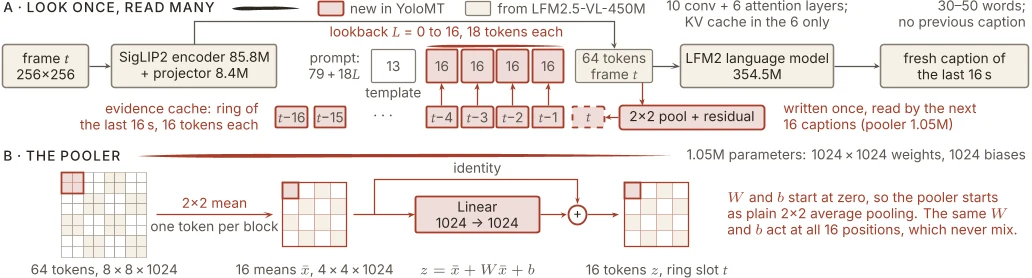 A · LOOK ONCE, READ MANY
new in YoloMT
from LFM2.5-VL-450M
10 conv + 6 attention layers;
KV cache in the 6 only
30–50 words;
no previous caption
lookback L = 0 to 16, 18 tokens each
frame t
256×256
SigLIP2 encoder 85.8M
+ projector 8.4M
prompt:
79 + 18L
13
template
16
16
16
16
64 tokens
frame t
LFM2 language model
354.5M
fresh caption of
the last 16 s
evidence cache: ring of
the last 16 s, 16 tokens each
t−16
t−15
· · ·
t−4
t−3
t−2
t−1
t
2×2 pool + residual
written once, read by the next
16 captions (pooler 1.05M)
B · THE POOLER
1.05M parameters: 1024 × 1024 weights, 1024 biases
identity
2×2 mean
one token per block
Linear
1024 → 1024
+
W and b start at zero, so the pooler starts
as plain 2×2 average pooling. The same W
and b act at all 16 positions, which never mix.
64 tokens, 8 × 8 × 1024
16 means x̄, 4 × 4 × 1024
z = x̄ + Wx̄ + b
16 tokens z, ring slot t